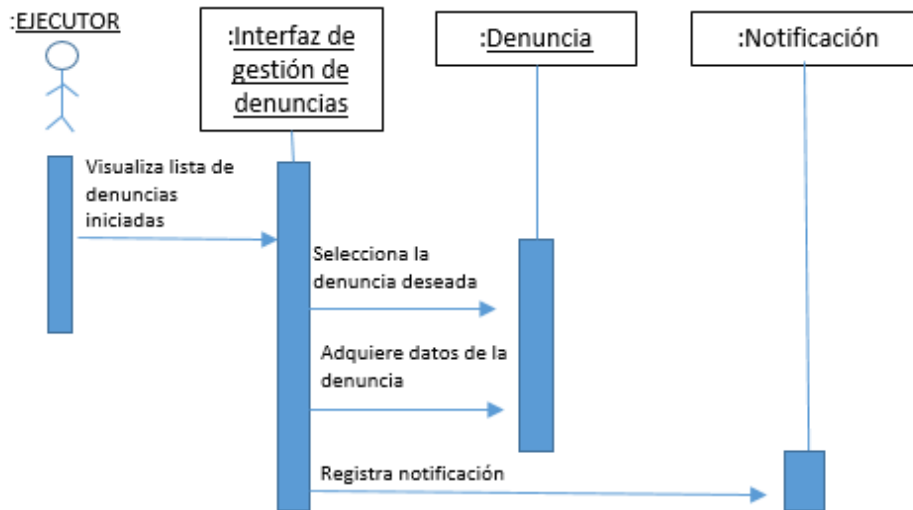 :EJECUTOR
:Interfaz de
gestión de
denuncias
:Denuncia
:Notificación
Visualiza lista de
denuncias
iniciadas
Selecciona la
denuncia deseada
Adquiere datos de la
denuncia
Registra notificación